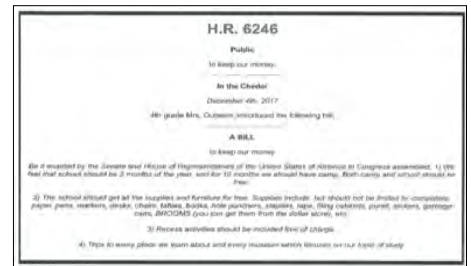 H.R. 6246
Public
to keep our money.
In the Cheder
December 4th, 2017
4th grade Mrs. introduced the following bill.
A BILL
to keep our money
Be it enacted by the Senate and House of Representatives of the United States of America in Congress assembled, 1) We
feel that school should be 2 months of the year, and for 10 months we should have camp. Both camp and school should be
free.
2) The school should get all the supplies and furniture for free. Supplies include, but should not be limited to computers,
paper, pens, markers, desks, chairs, tables, books, hole punchers, staplers, tape, filing cabinets, purell, stickers, garbage
cans, BROOMS (you can get them from the dollar store), etc.
3) Recess activities should be included free of charge.
4) Trips to every place we learn about and every museum which focuses on our topic of study.